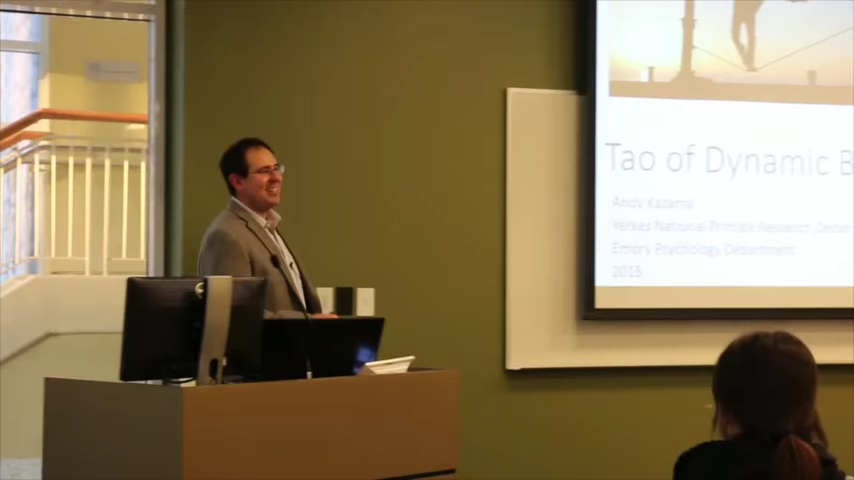 Tao of Dynamic B
Andy Kazama
Yerkes National Primate Research Center
Emory Psychology Department
2015